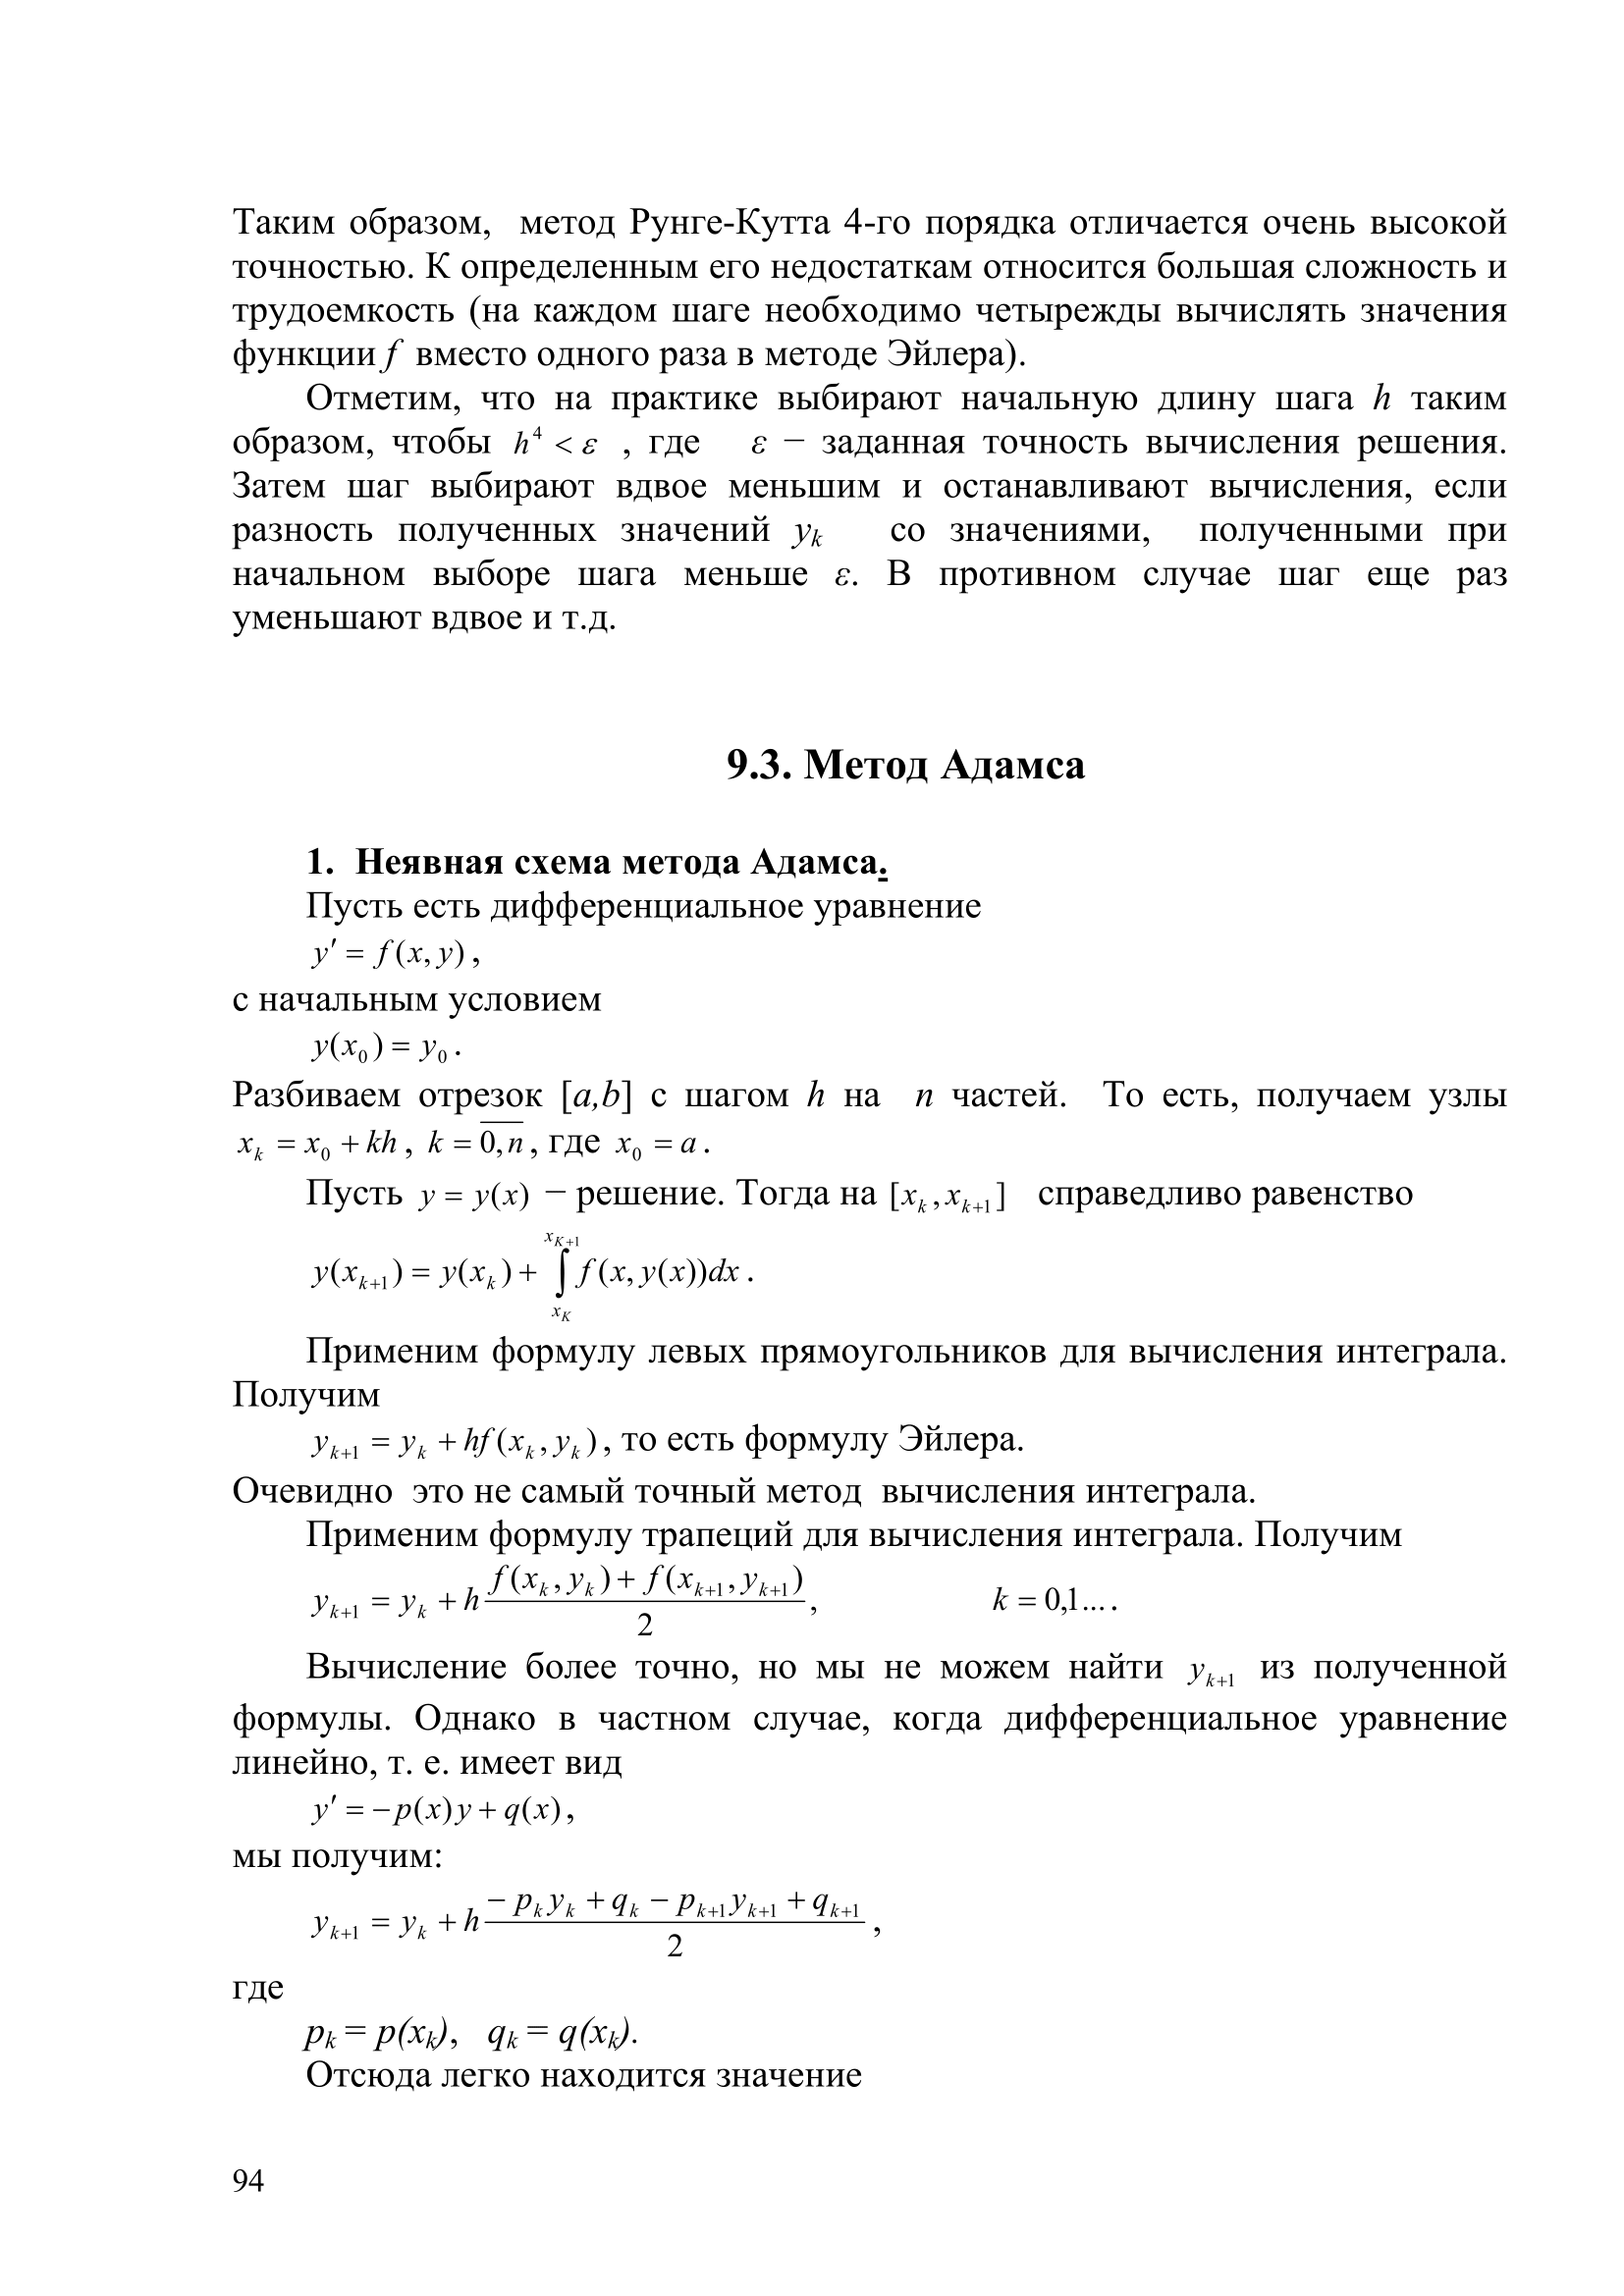 Таким образом, метод Рунге-Кутта 4-го порядка отличается очень высокой
точностью. К определенным его недостаткам относится большая сложность и
трудоемкость (на каждом шаге необходимо четырежды вычислять значения
функции f вместо одного раза в методе Эйлера).
Отметим, что на практике выбирают начальную длину шага h таким
образом, чтобы h^4 < ε , где ε − заданная точность вычисления решения.
Затем шаг выбирают вдвое меньшим и останавливают вычисления, если
разность полученных значений y_k со значениями, полученными при
начальном выборе шага меньше ε. В противном случае шаг еще раз
уменьшают вдвое и т.д.
9.3. Метод Адамса
1. Неявная схема метода Адамса.
Пусть есть дифференциальное уравнение
y′ = f(x, y),
с начальным условием
y(x_0) = y_0.
Разбиваем отрезок [a,b] с шагом h на n частей. То есть, получаем узлы
x_k = x_0 + kh, k = \overline{0, n}, где x_0 = a.
Пусть y = y(x) − решение. Тогда на [x_k, x_{k+1}] справедливо равенство
y(x_{k+1}) = y(x_k) + \int_{x_K}^{x_{K+1}} f(x, y(x))dx.
Применим формулу левых прямоугольников для вычисления интеграла.
Получим
y_{k+1} = y_k + hf(x_k, y_k), то есть формулу Эйлера.
Очевидно это не самый точный метод вычисления интеграла.
Применим формулу трапеций для вычисления интеграла. Получим
y_{k+1} = y_k + h\frac{f(x_k, y_k) + f(x_{k+1}, y_{k+1})}{2}, k = 0,1....
Вычисление более точно, но мы не можем найти y_{k+1} из полученной
формулы. Однако в частном случае, когда дифференциальное уравнение
линейно, т. е. имеет вид
y′ = −p(x)y + q(x),
мы получим:
y_{k+1} = y_k + h\frac{− p_k y_k + q_k − p_{k+1} y_{k+1} + q_{k+1}}{2},
где
p_k = p(x_k), q_k = q(x_k).
Отсюда легко находится значение
94